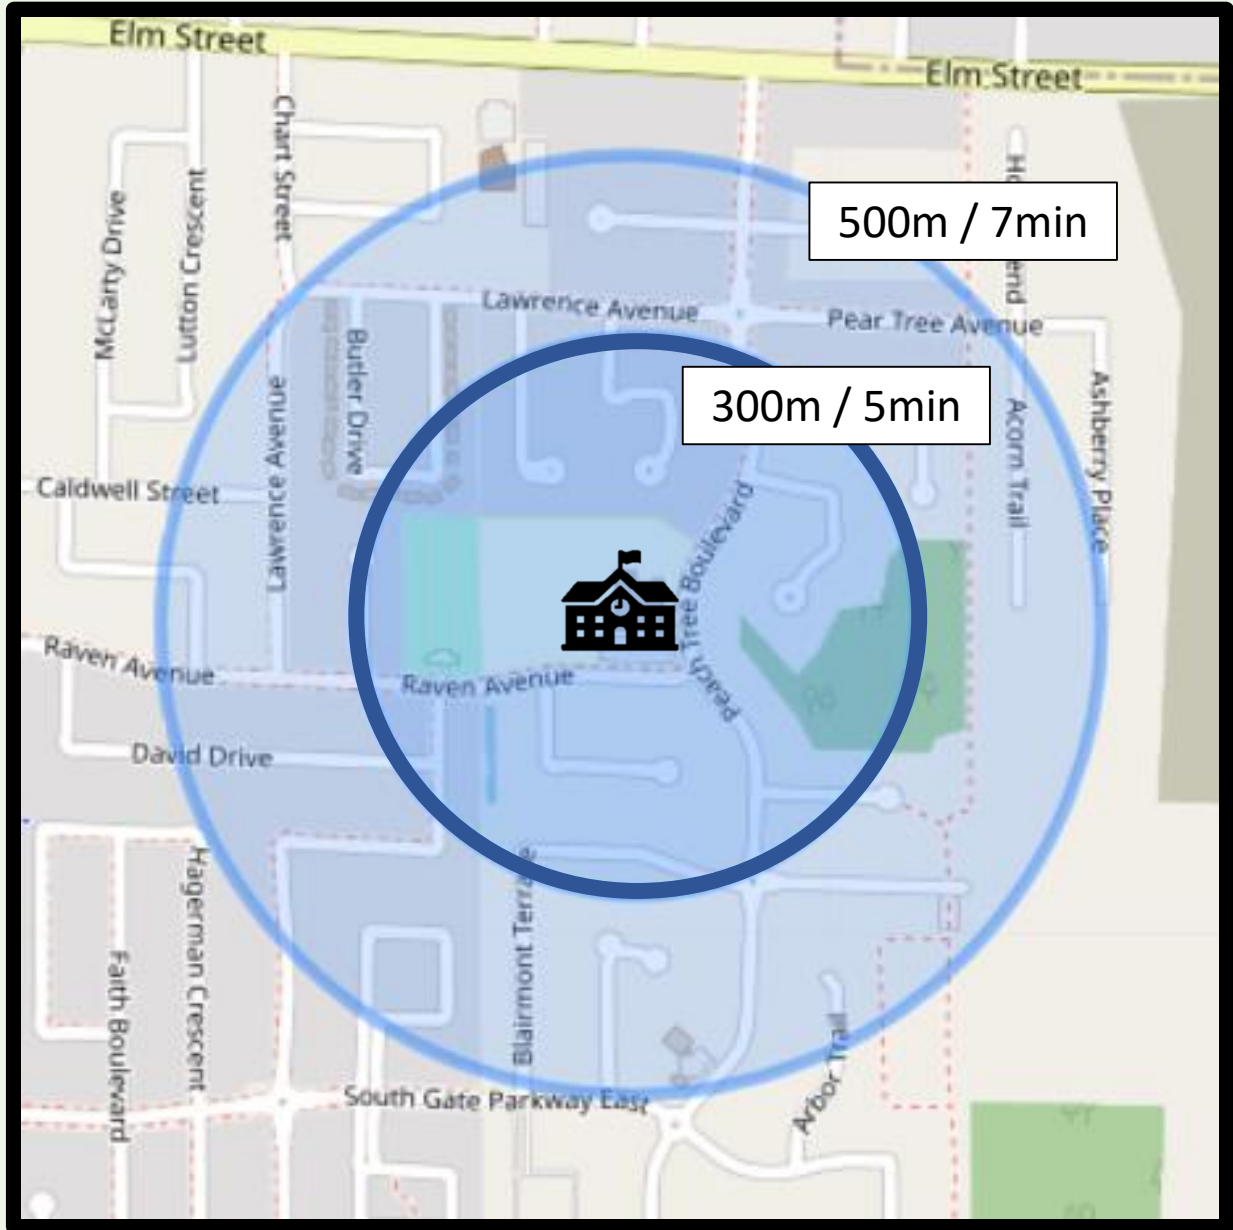 Elm Street
Elm Street
Chart Street
McLarty Drive
Lutton Crescent
500m / 7min
Lawrence Avenue
Pear Tree Avenue
Butler Drive
300m / 5min
Lawrence Avenue
Acorn Trail
Ashberry Place
Caldwell Street
Peach Tree Boulevard
Raven Avenue
Raven Avenue
David Drive
Hagerman Crescent
Blairmont Terrace
Faith Boulevard
Arbor Trail
South Gate Parkway East